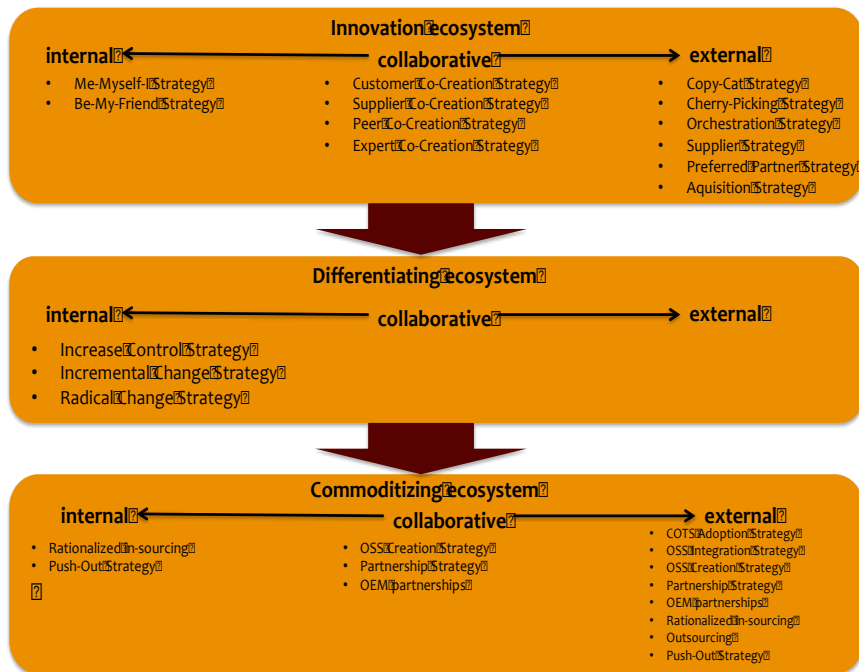 Innovation ecosystem
internal
collaborative
external
• Me-Myself-I Strategy
• Be-My-Friend Strategy
• Customer Co-Creation Strategy
• Supplier Co-Creation Strategy
• Peer Co-Creation Strategy
• Expert Co-Creation Strategy
• Copy-Cat Strategy
• Cherry-Picking Strategy
• Orchestration Strategy
• Supplier Strategy
• Preferred Partner Strategy
• Aquisition Strategy
Differentiating ecosystem
internal
collaborative
external
• Increase Control Strategy
• Incremental Change Strategy
• Radical Change Strategy
Commoditizing ecosystem
internal
collaborative
external
• Rationalized in-sourcing
• Push-Out Strategy
• OSS Creation Strategy
• Partnership Strategy
• OEM partnerships
• COTS Adoption Strategy
• OSS Integration Strategy
• OSS Creation Strategy
• Partnership Strategy
• OEM partnerships
• Rationalized in-sourcing
• Outsourcing
• Push-Out Strategy